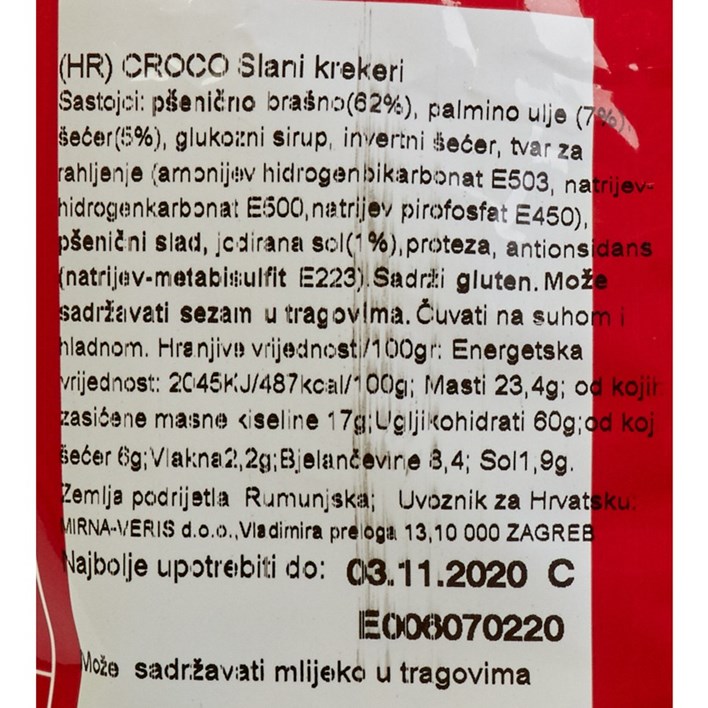 (HR) CROCO Slani krekeri
Sastojci: pšenično brašno(62%), palmino ulje (7%)
šećer(5%), glukozni sirup, invertni šećer, tvar za
rahljenje (amonijev hidrogenbikarbonat E503, natrijev-
hidrogenkarbonat E500,natrijev pirofosfat E450),
pšenični slad, jodirana sol(1%),proteza, antionsidans
(natrijev-metabisulfit E223).Sadrži gluten. Može
sadržavati sezam u tragovima. Čuvati na suhom i
hladnom. Hranjive vrijednosti/100gr: Energetska
vrijednost: 2045KJ/487kcal/100g; Masti 23,4g; od kojih
zasićene masne kiseline 17g;Ugljikohidrati 60g;od koj
šećer 6g;Vlakna2,2g;Bjelančevine 8,4; Sol1,9g.
Zemlja podrijetla Rumunjska; Uvoznik za Hrvatsku:
MIRNA-VERIS d.o.o.,Vladimira preloga 13,10 000 ZAGREB
Najbolje upotrebiti do: 03.11.2020 C
E006070220
Može sadržavati mlijeko u tragovima